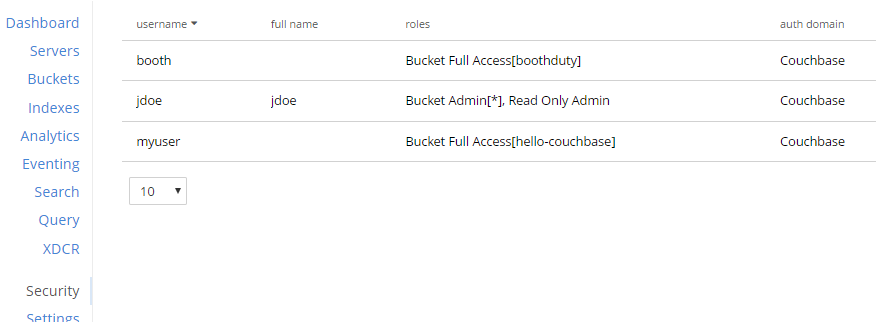 Dashboard
Servers
Buckets
Indexes
Analytics
Eventing
Search
Query
XDCR
Security
Settings
username full name roles auth domain
booth Bucket Full Access[boothduty] Couchbase
jdoe jdoe Bucket Admin[*], Read Only Admin Couchbase
myuser Bucket Full Access[hello-couchbase] Couchbase
10